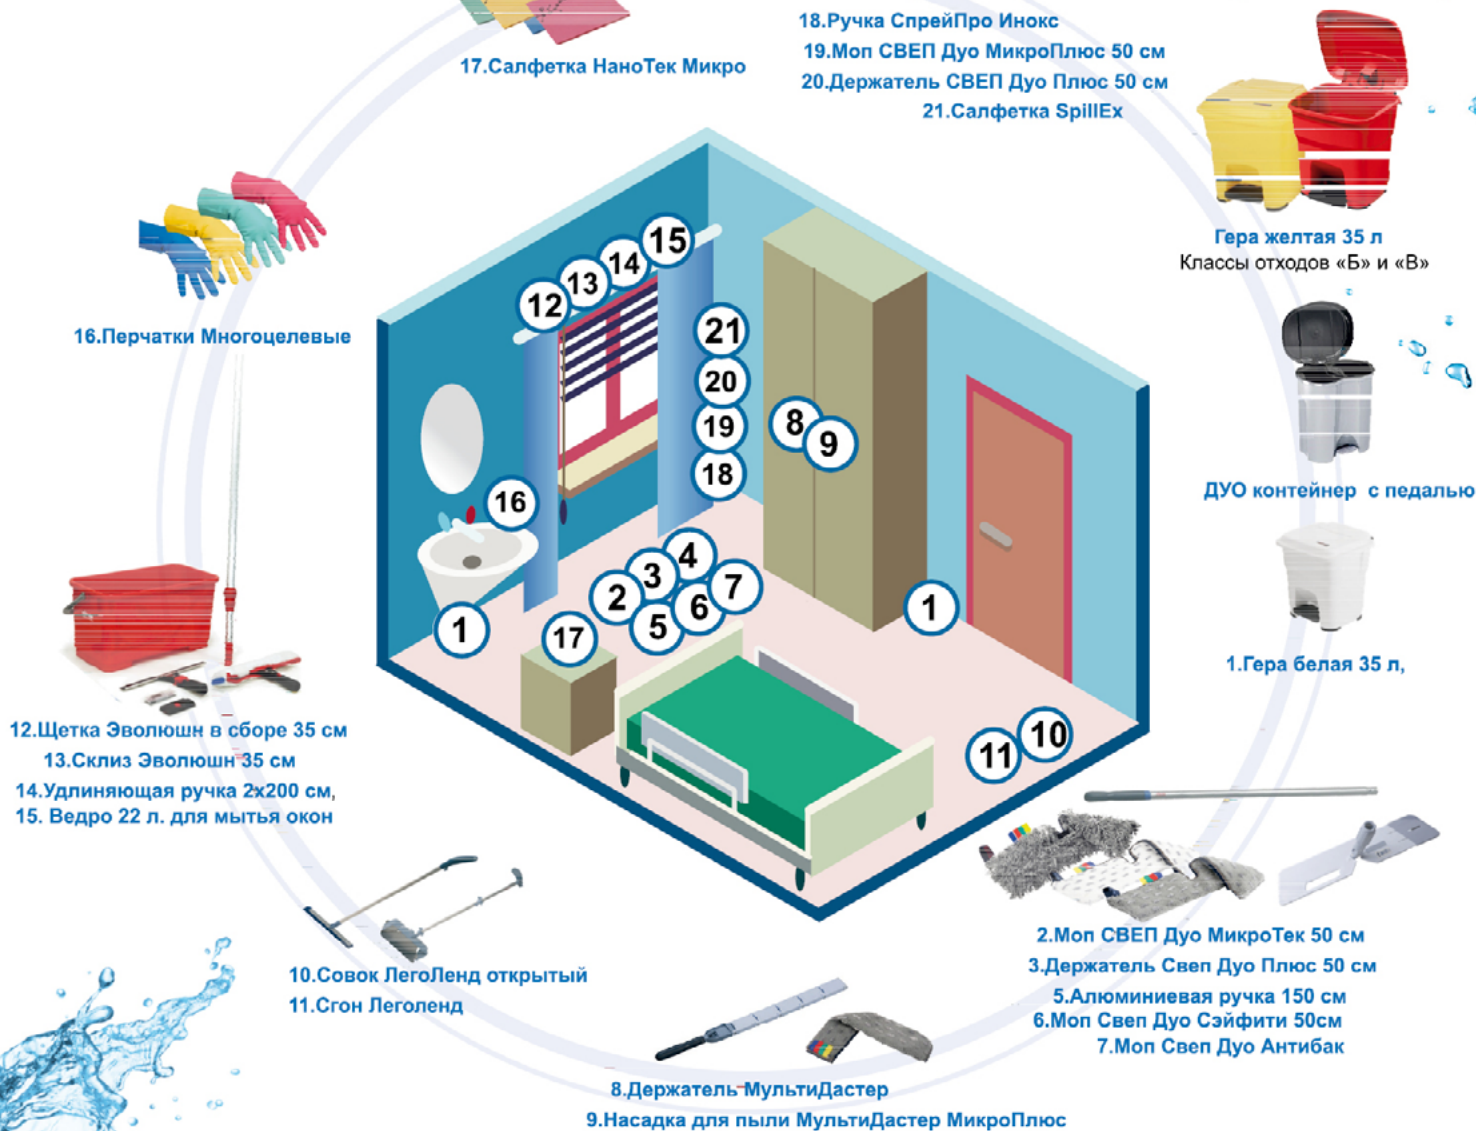 17.Салфетка НаноТек Микро
18.Ручка СпрейПро Инокс
19.Моп СВЕП Дуо МикроПлюс 50 см
20.Держатель СВЕП Дуо Плюс 50 см
21.Салфетка SpillEx
Гера желтая 35 л
Классы отходов «Б» и «В»
16.Перчатки Многоцелевые
ДУО контейнер с педалью
1.Гера белая 35 л,
12
13
14
15
21
20
19
18
8
9
16
4
3
7
2
6
5
1
17
1
10
11
12.Щетка Эволюшн в сборе 35 см
13.Склиз Эволюшн 35 см
14.Удлиняющая ручка 2х200 см,
15. Ведро 22 л. для мытья окон
10.Совок ЛегоЛенд открытый
11.Сгон Леголенд
2.Моп СВЕП Дуо МикроТек 50 см
3.Держатель Свеп Дуо Плюс 50 см
5.Алюминиевая ручка 150 см
6.Моп Свеп Дуо Сэйфити 50см
7.Моп Свеп Дуо Антибак
8.Держатель МультиДастер
9.Насадка для пыли МультиДастер МикроПлюс